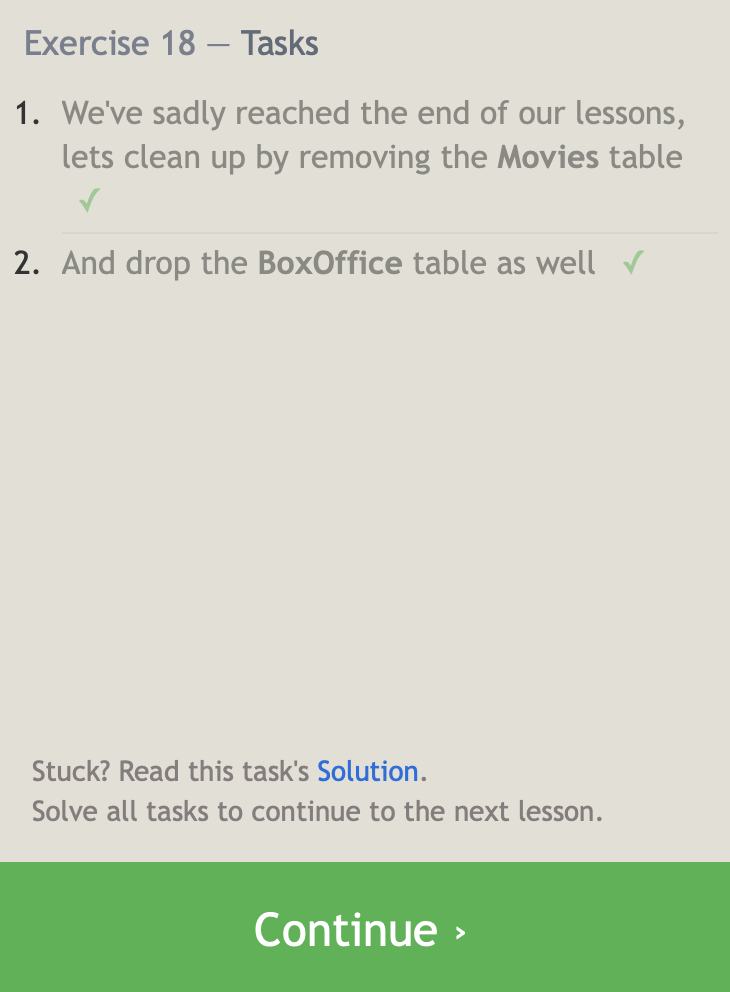 Exercise 18 — Tasks
1. We've sadly reached the end of our lessons,
lets clean up by removing the Movies table
✓
2. And drop the BoxOffice table as well ✓
Stuck? Read this task's Solution.
Solve all tasks to continue to the next lesson.
Continue ›